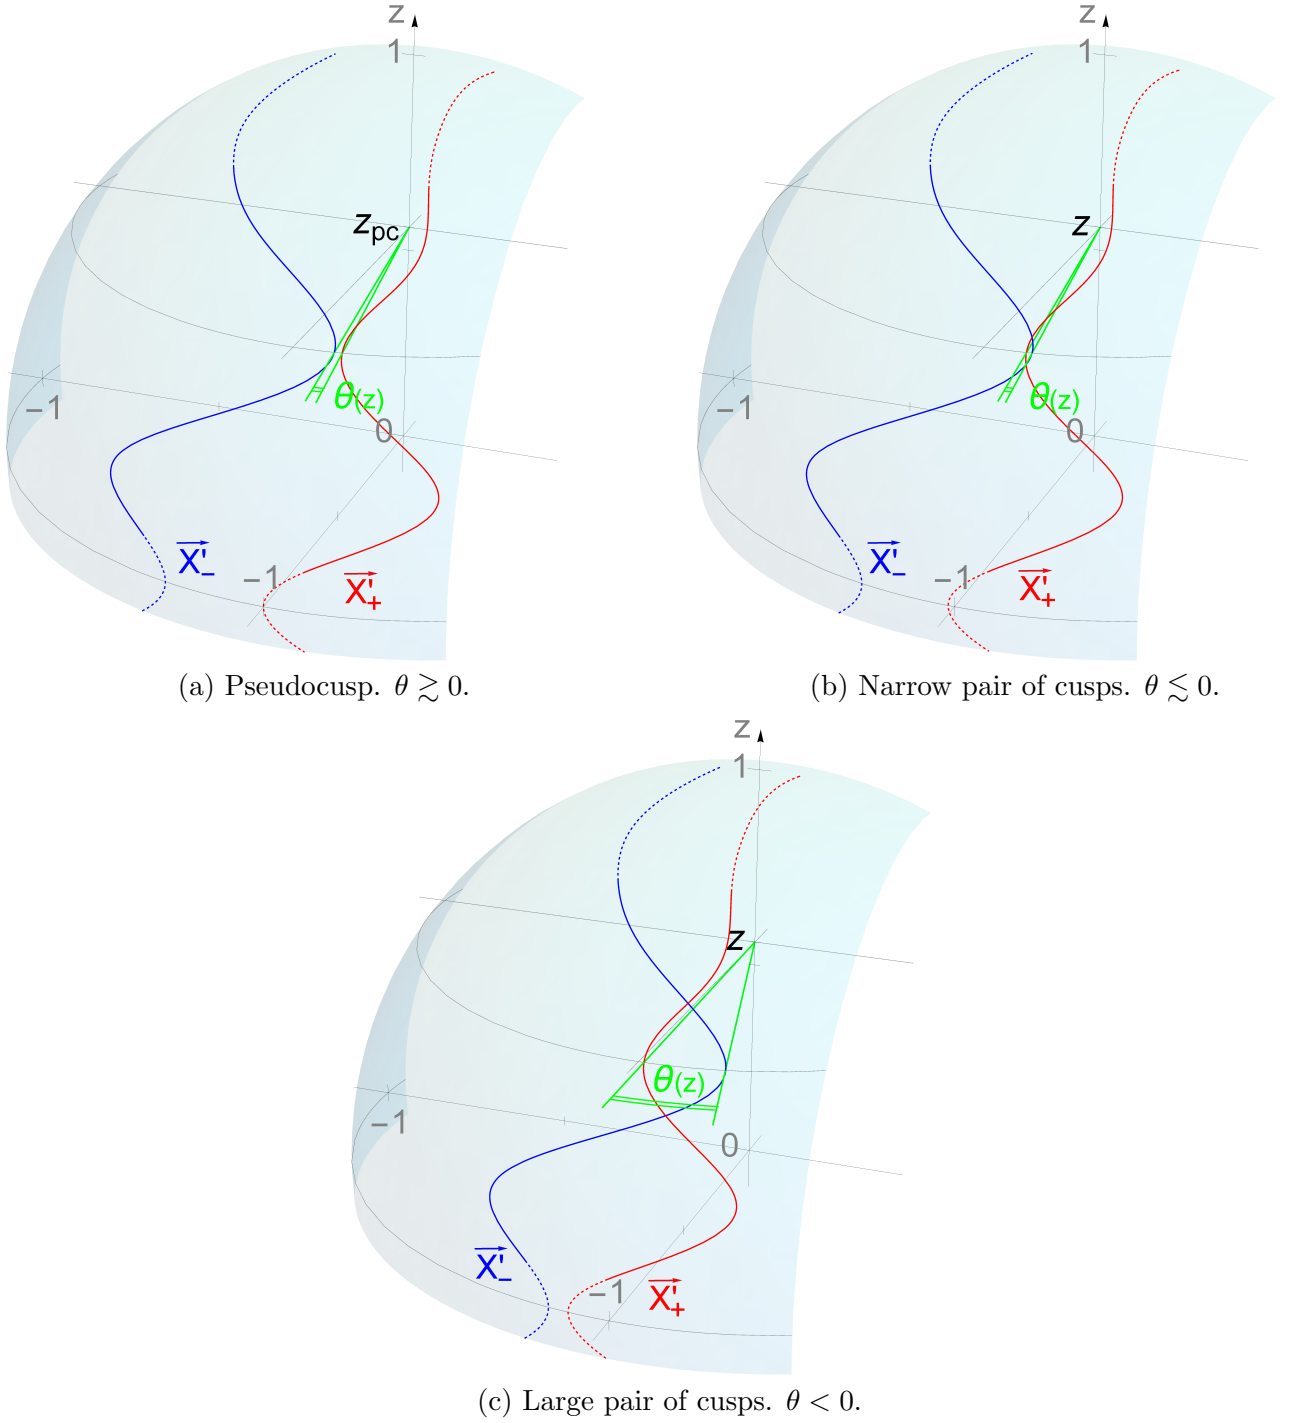 z
1
z_pc
θ(z)
−1
0
X'_−
−1
X'_+
(a) Pseudocusp. θ ≳ 0.
z
1
z
θ(z)
−1
0
X'_−
−1
X'_+
(b) Narrow pair of cusps. θ ≲ 0.
z
1
z
θ(z)
−1
0
X'_−
−1
X'_+
(c) Large pair of cusps. θ < 0.